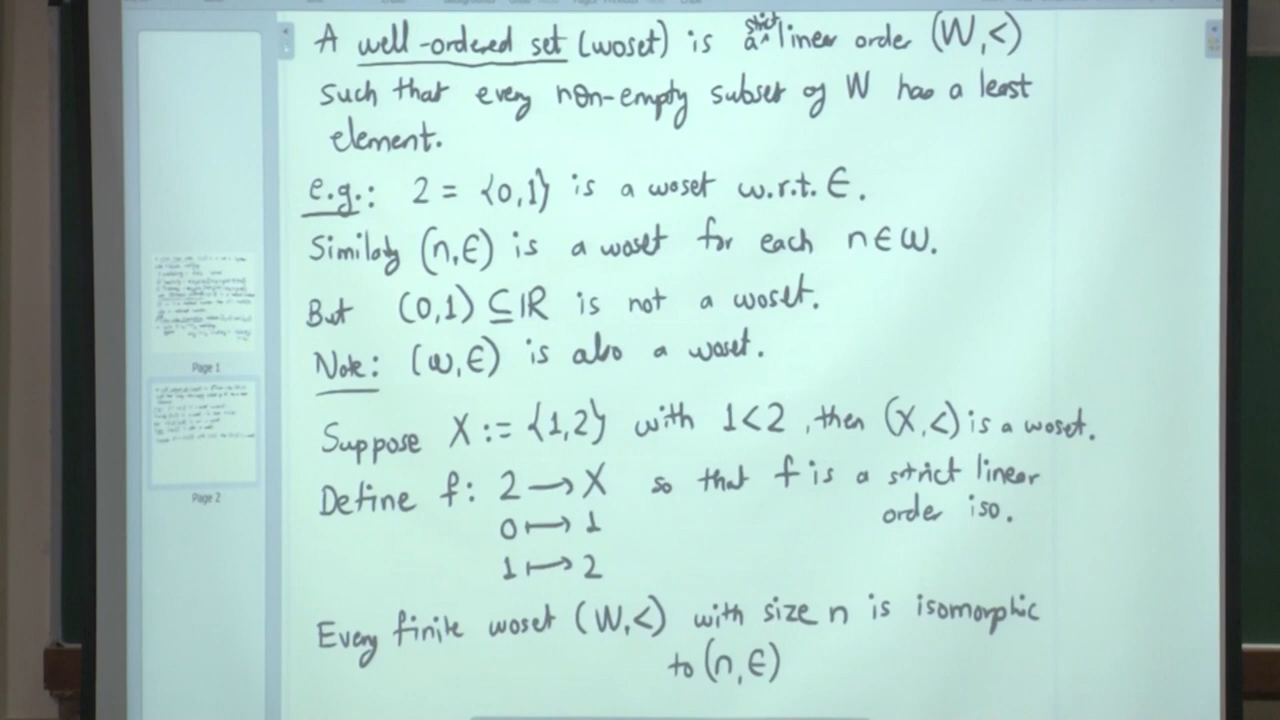 A well-ordered set (woset) is a strict linear order (W,<)
such that every non-empty subset of W has a least
element.
e.g.: 2 = {0,1} is a woset w.r.t. ∈.
Similarly (n,∈) is a woset for each n∈ω.
But (0,1) ⊆ ℝ is not a woset.
Note: (ω,∈) is also a woset.
Suppose X := {1,2} with 1<2, then (X,<) is a woset.
Define f: 2 → X so that f is a strict linear
order iso.
0 ↦ 1
1 ↦ 2
Every finite woset (W,<) with size n is isomorphic
to (n,∈)
Page 1
Page 2